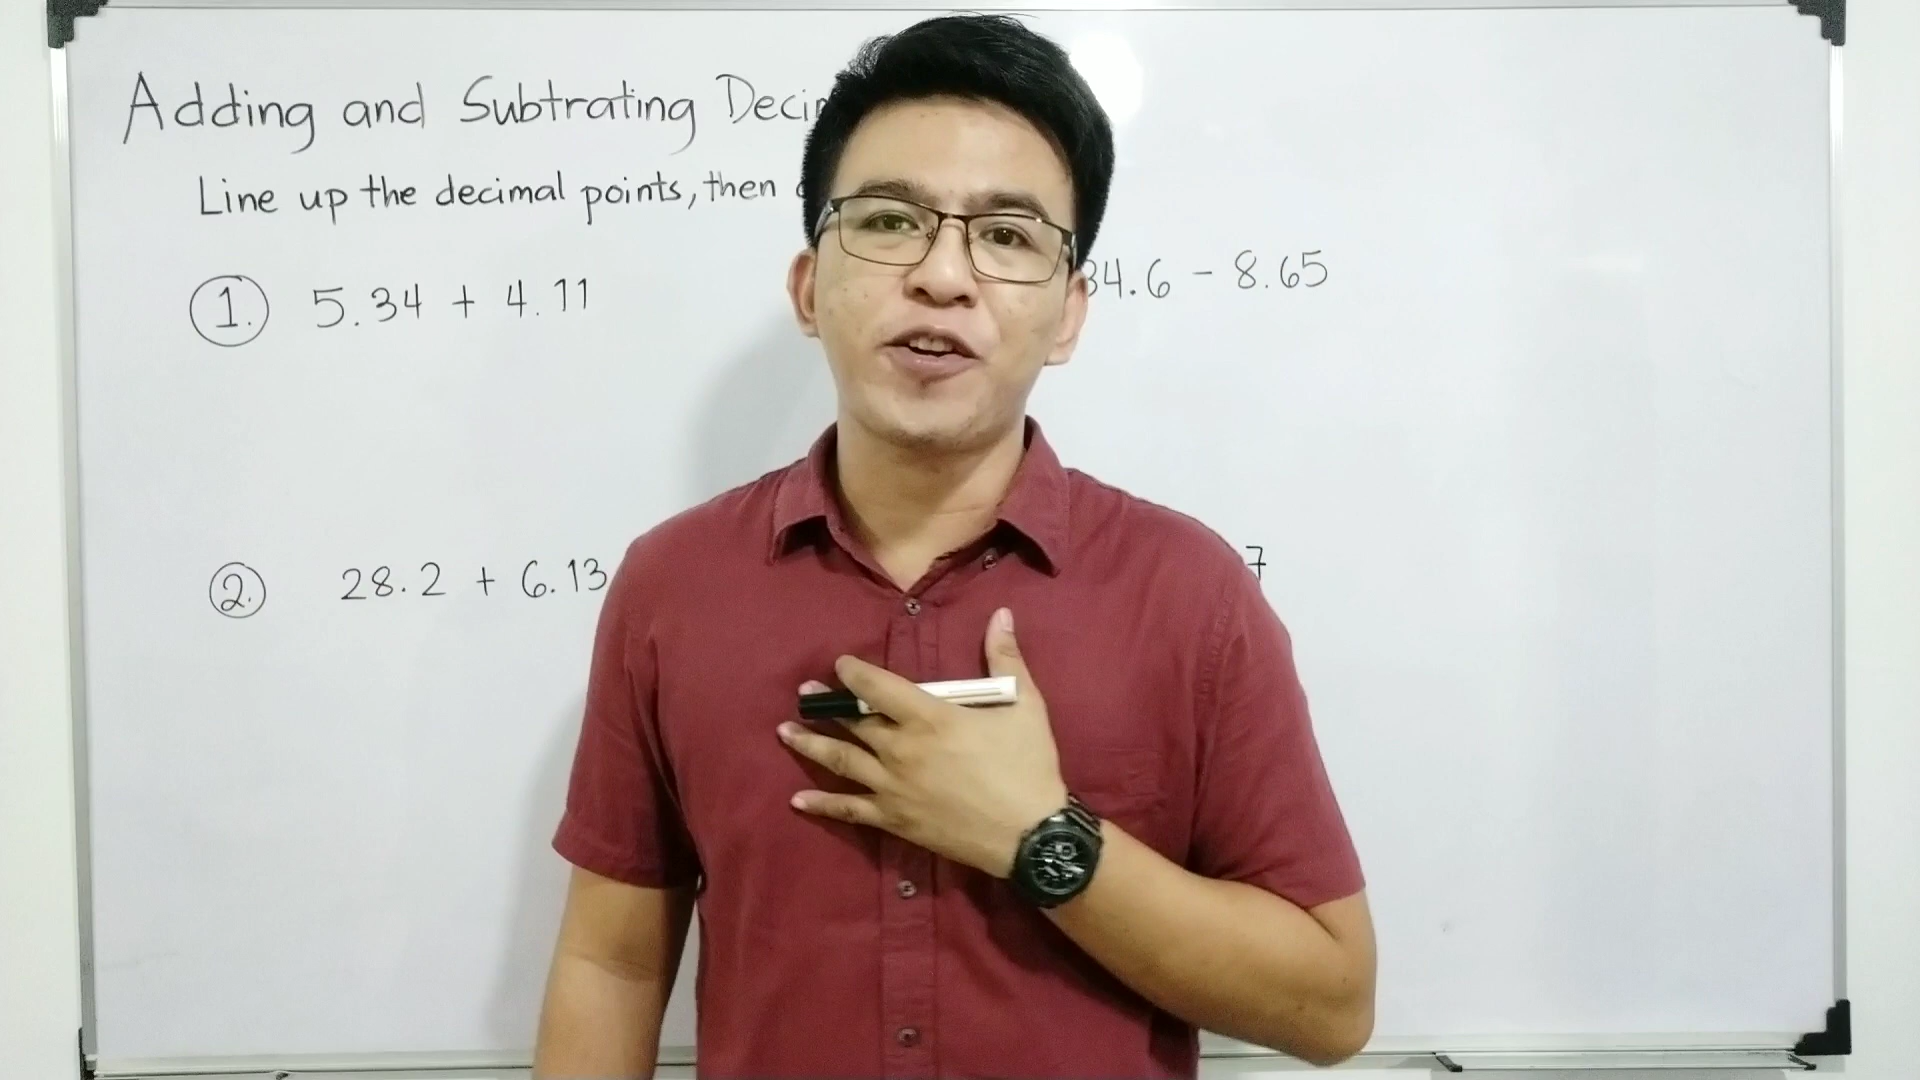 Adding and Subtrating
Line up the decimal points, then
1. 5.34 + 4.11
34.6 - 8.65
2. 28.2 + 6.13
7